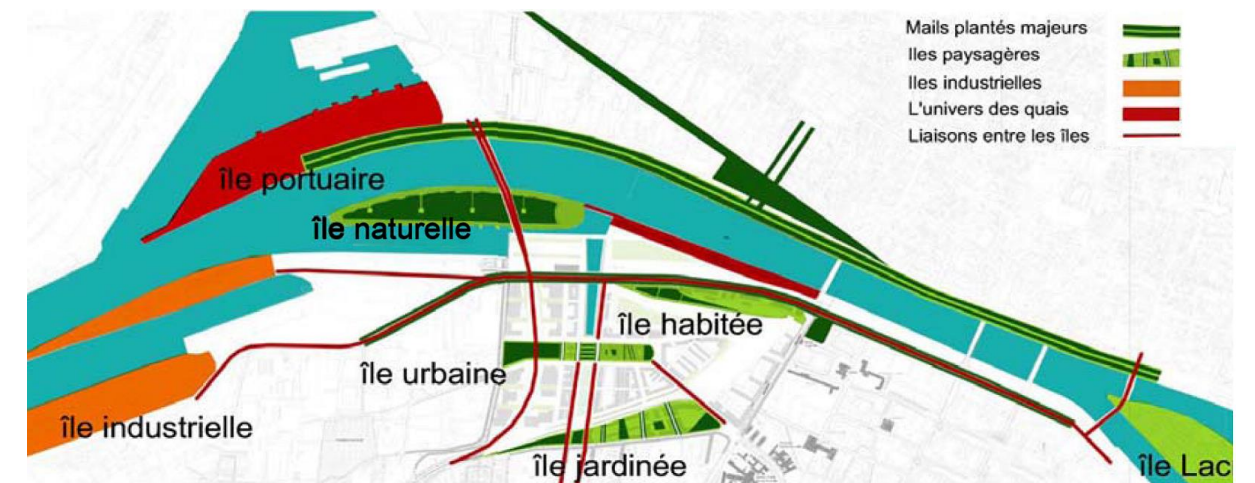 Mails plantés majeurs
Iles paysagères
Iles industrielles
L'univers des quais
Liaisons entre les îles
île portuaire
île naturelle
île habitée
île urbaine
île industrielle
île jardinée
île Lac